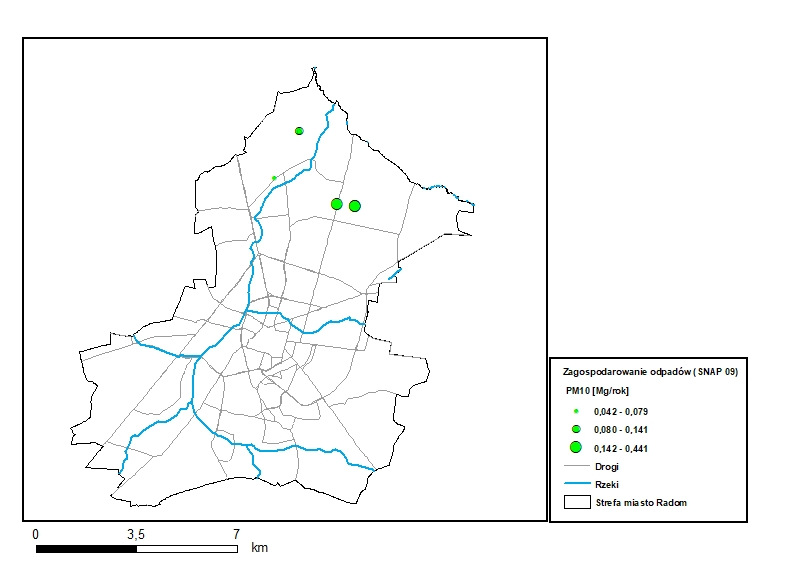 Zagospodarowanie odpadów ( SNAP 09)
PM10 [Mg/rok]
0,042 - 0,079
0,080 - 0,141
0,142 - 0,441
Drogi
Rzeki
Strefa miasto Radom
0 3,5 7
km